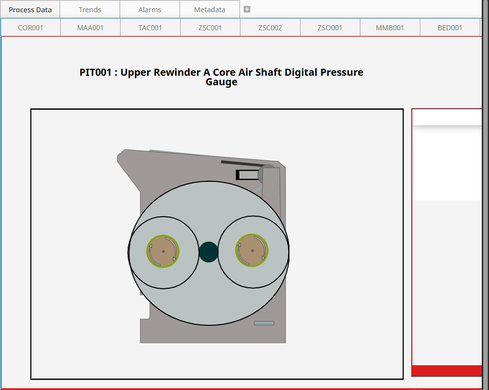 Process Data Trends Alarms Metadata
COR001 MAA001 TAC001 ZSC001 ZSC002 ZSO001 MMB001 BED001
PIT001 : Upper Rewinder A Core Air Shaft Digital Pressure
Gauge